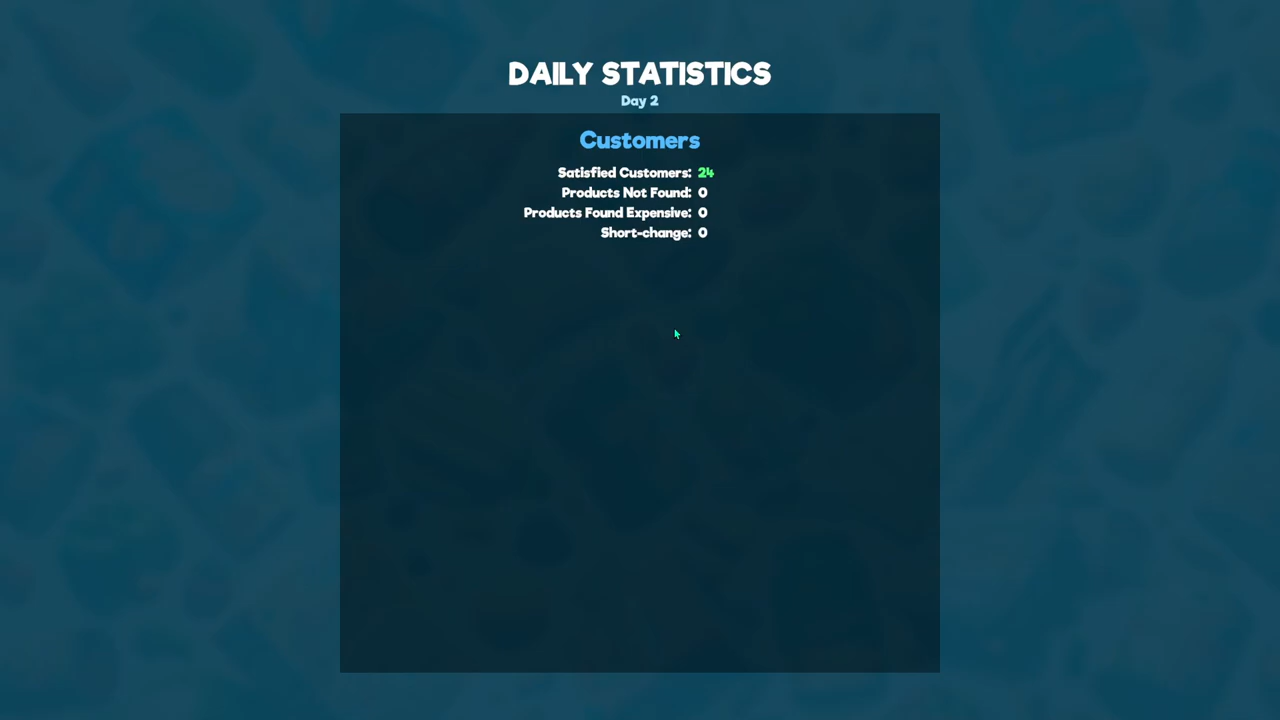 DAILY STATISTICS
Day 2
Customers
Satisfied Customers: 24
Products Not Found: 0
Products Found Expensive: 0
Short-change: 0